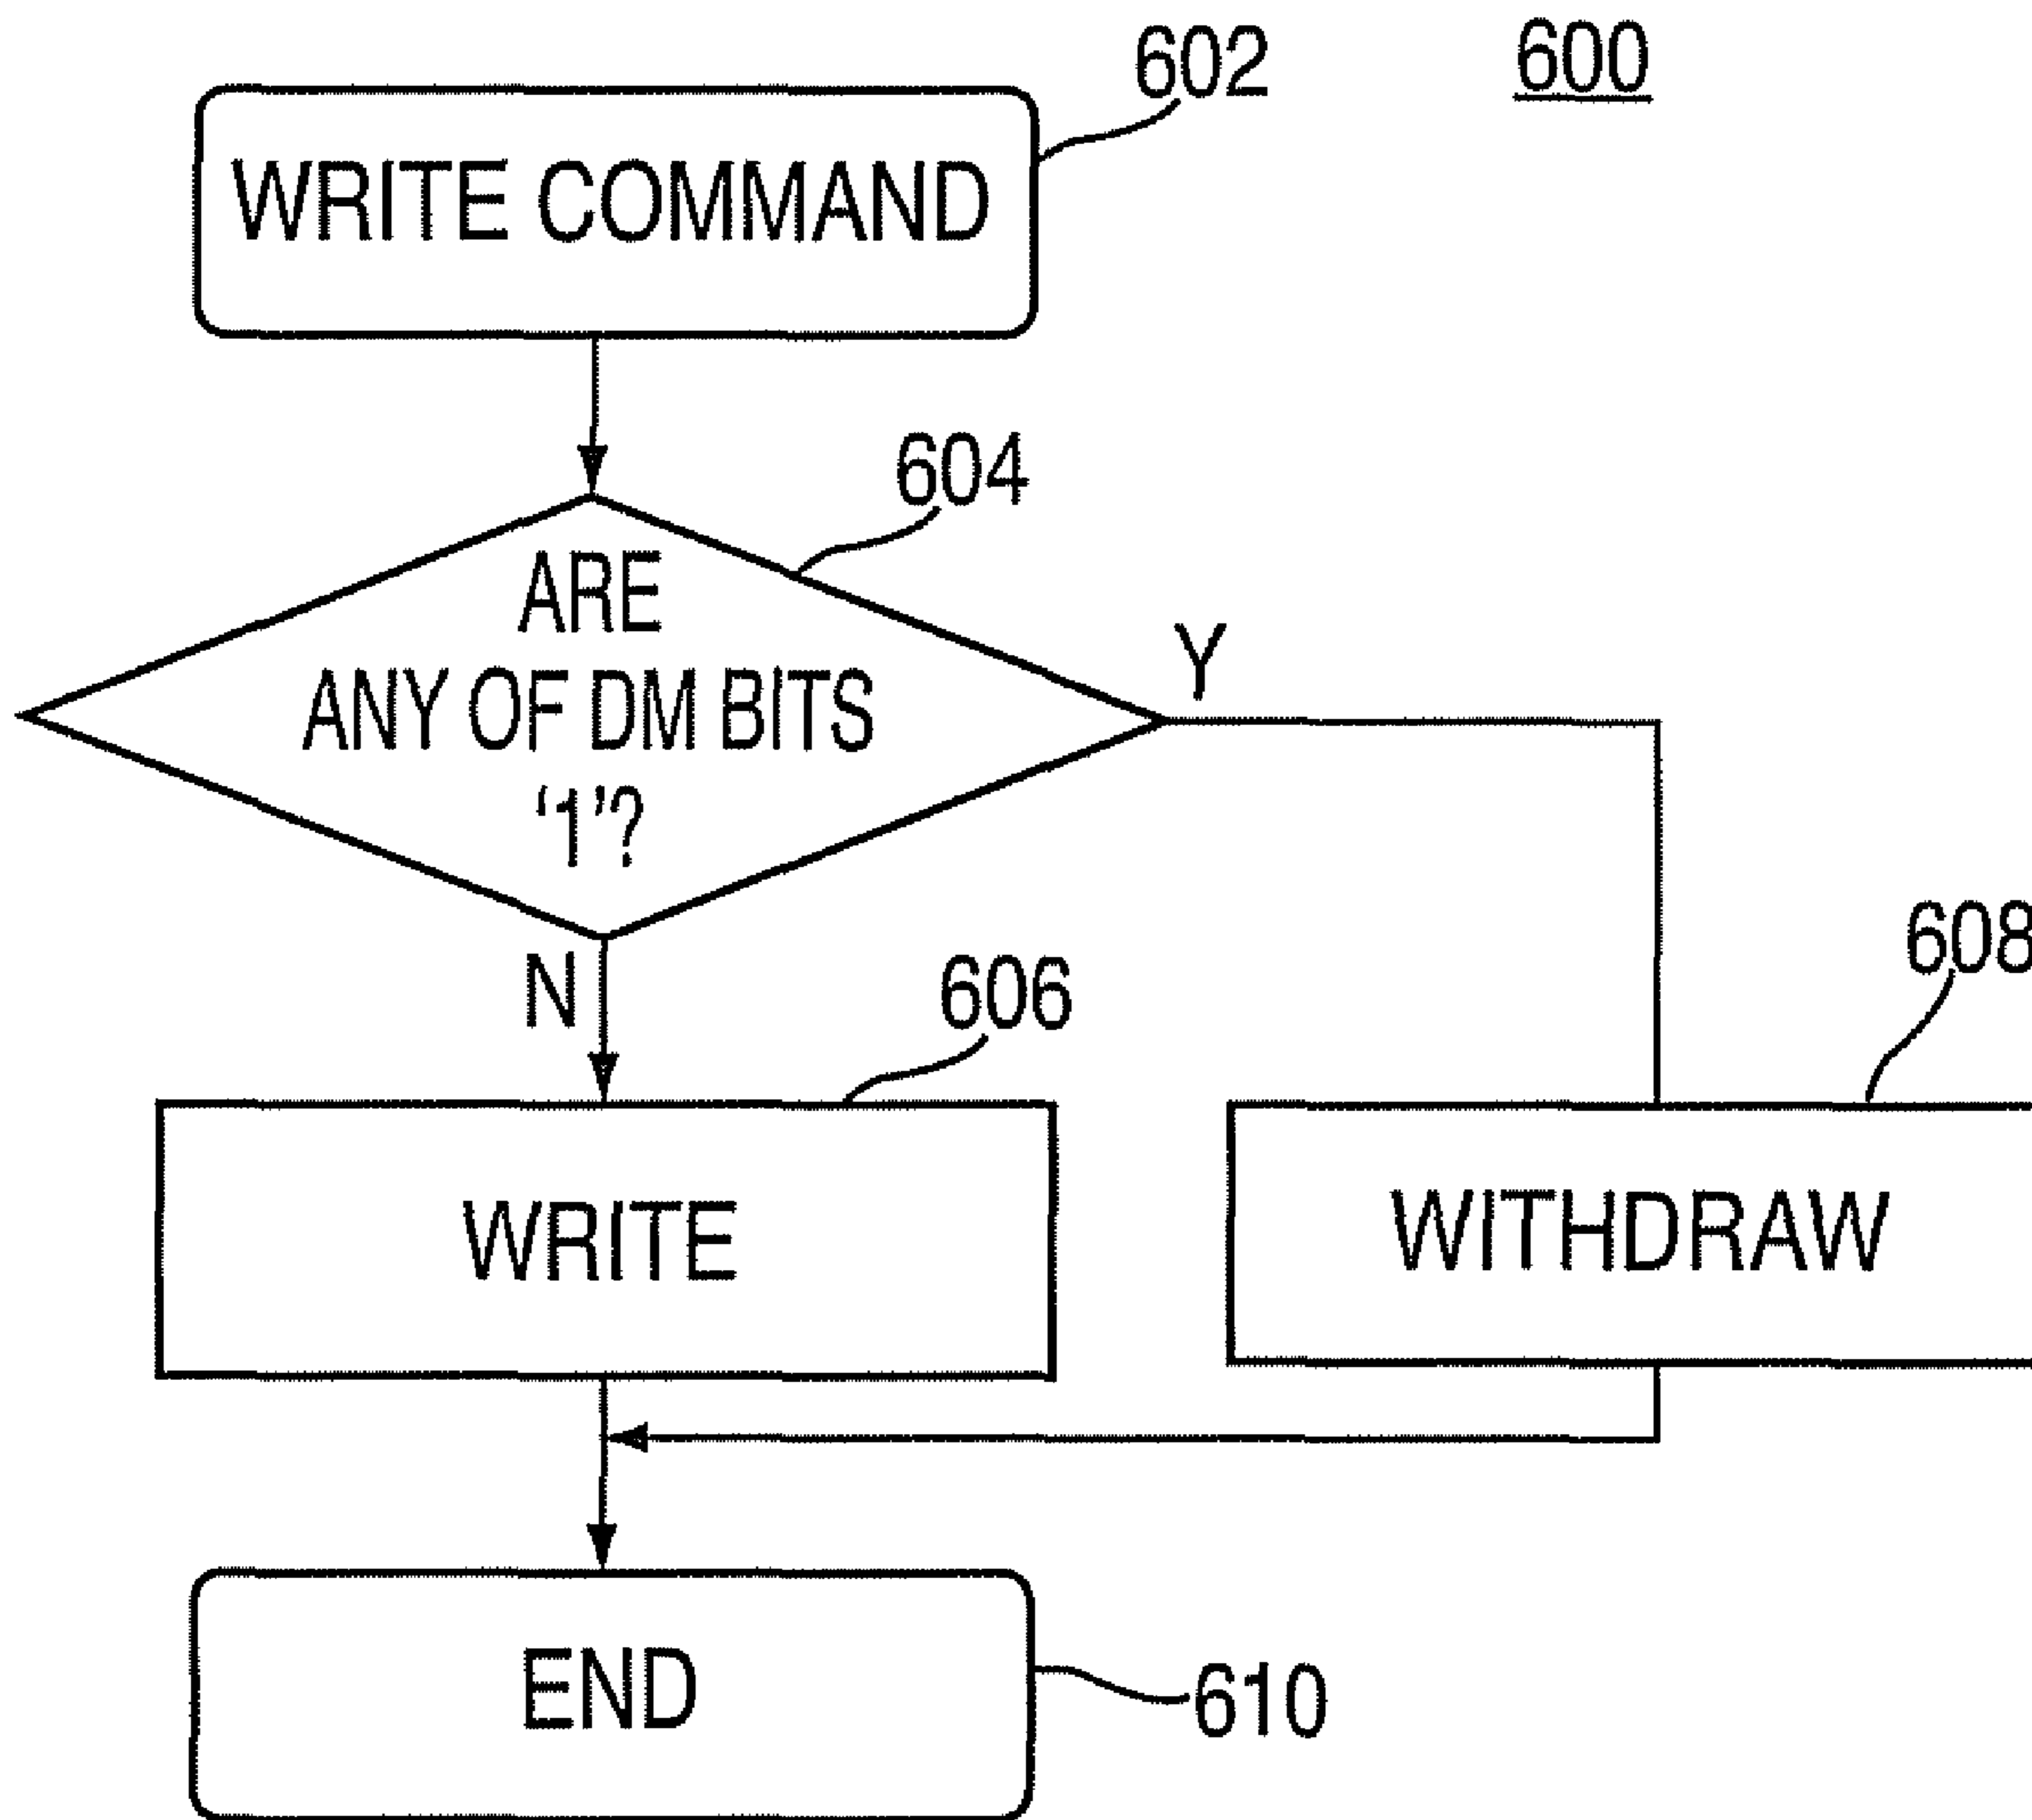 600
602
WRITE COMMAND
604
ARE
ANY OF DM BITS
‘1’?
Y
N
606
608
WRITE
WITHDRAW
END
610